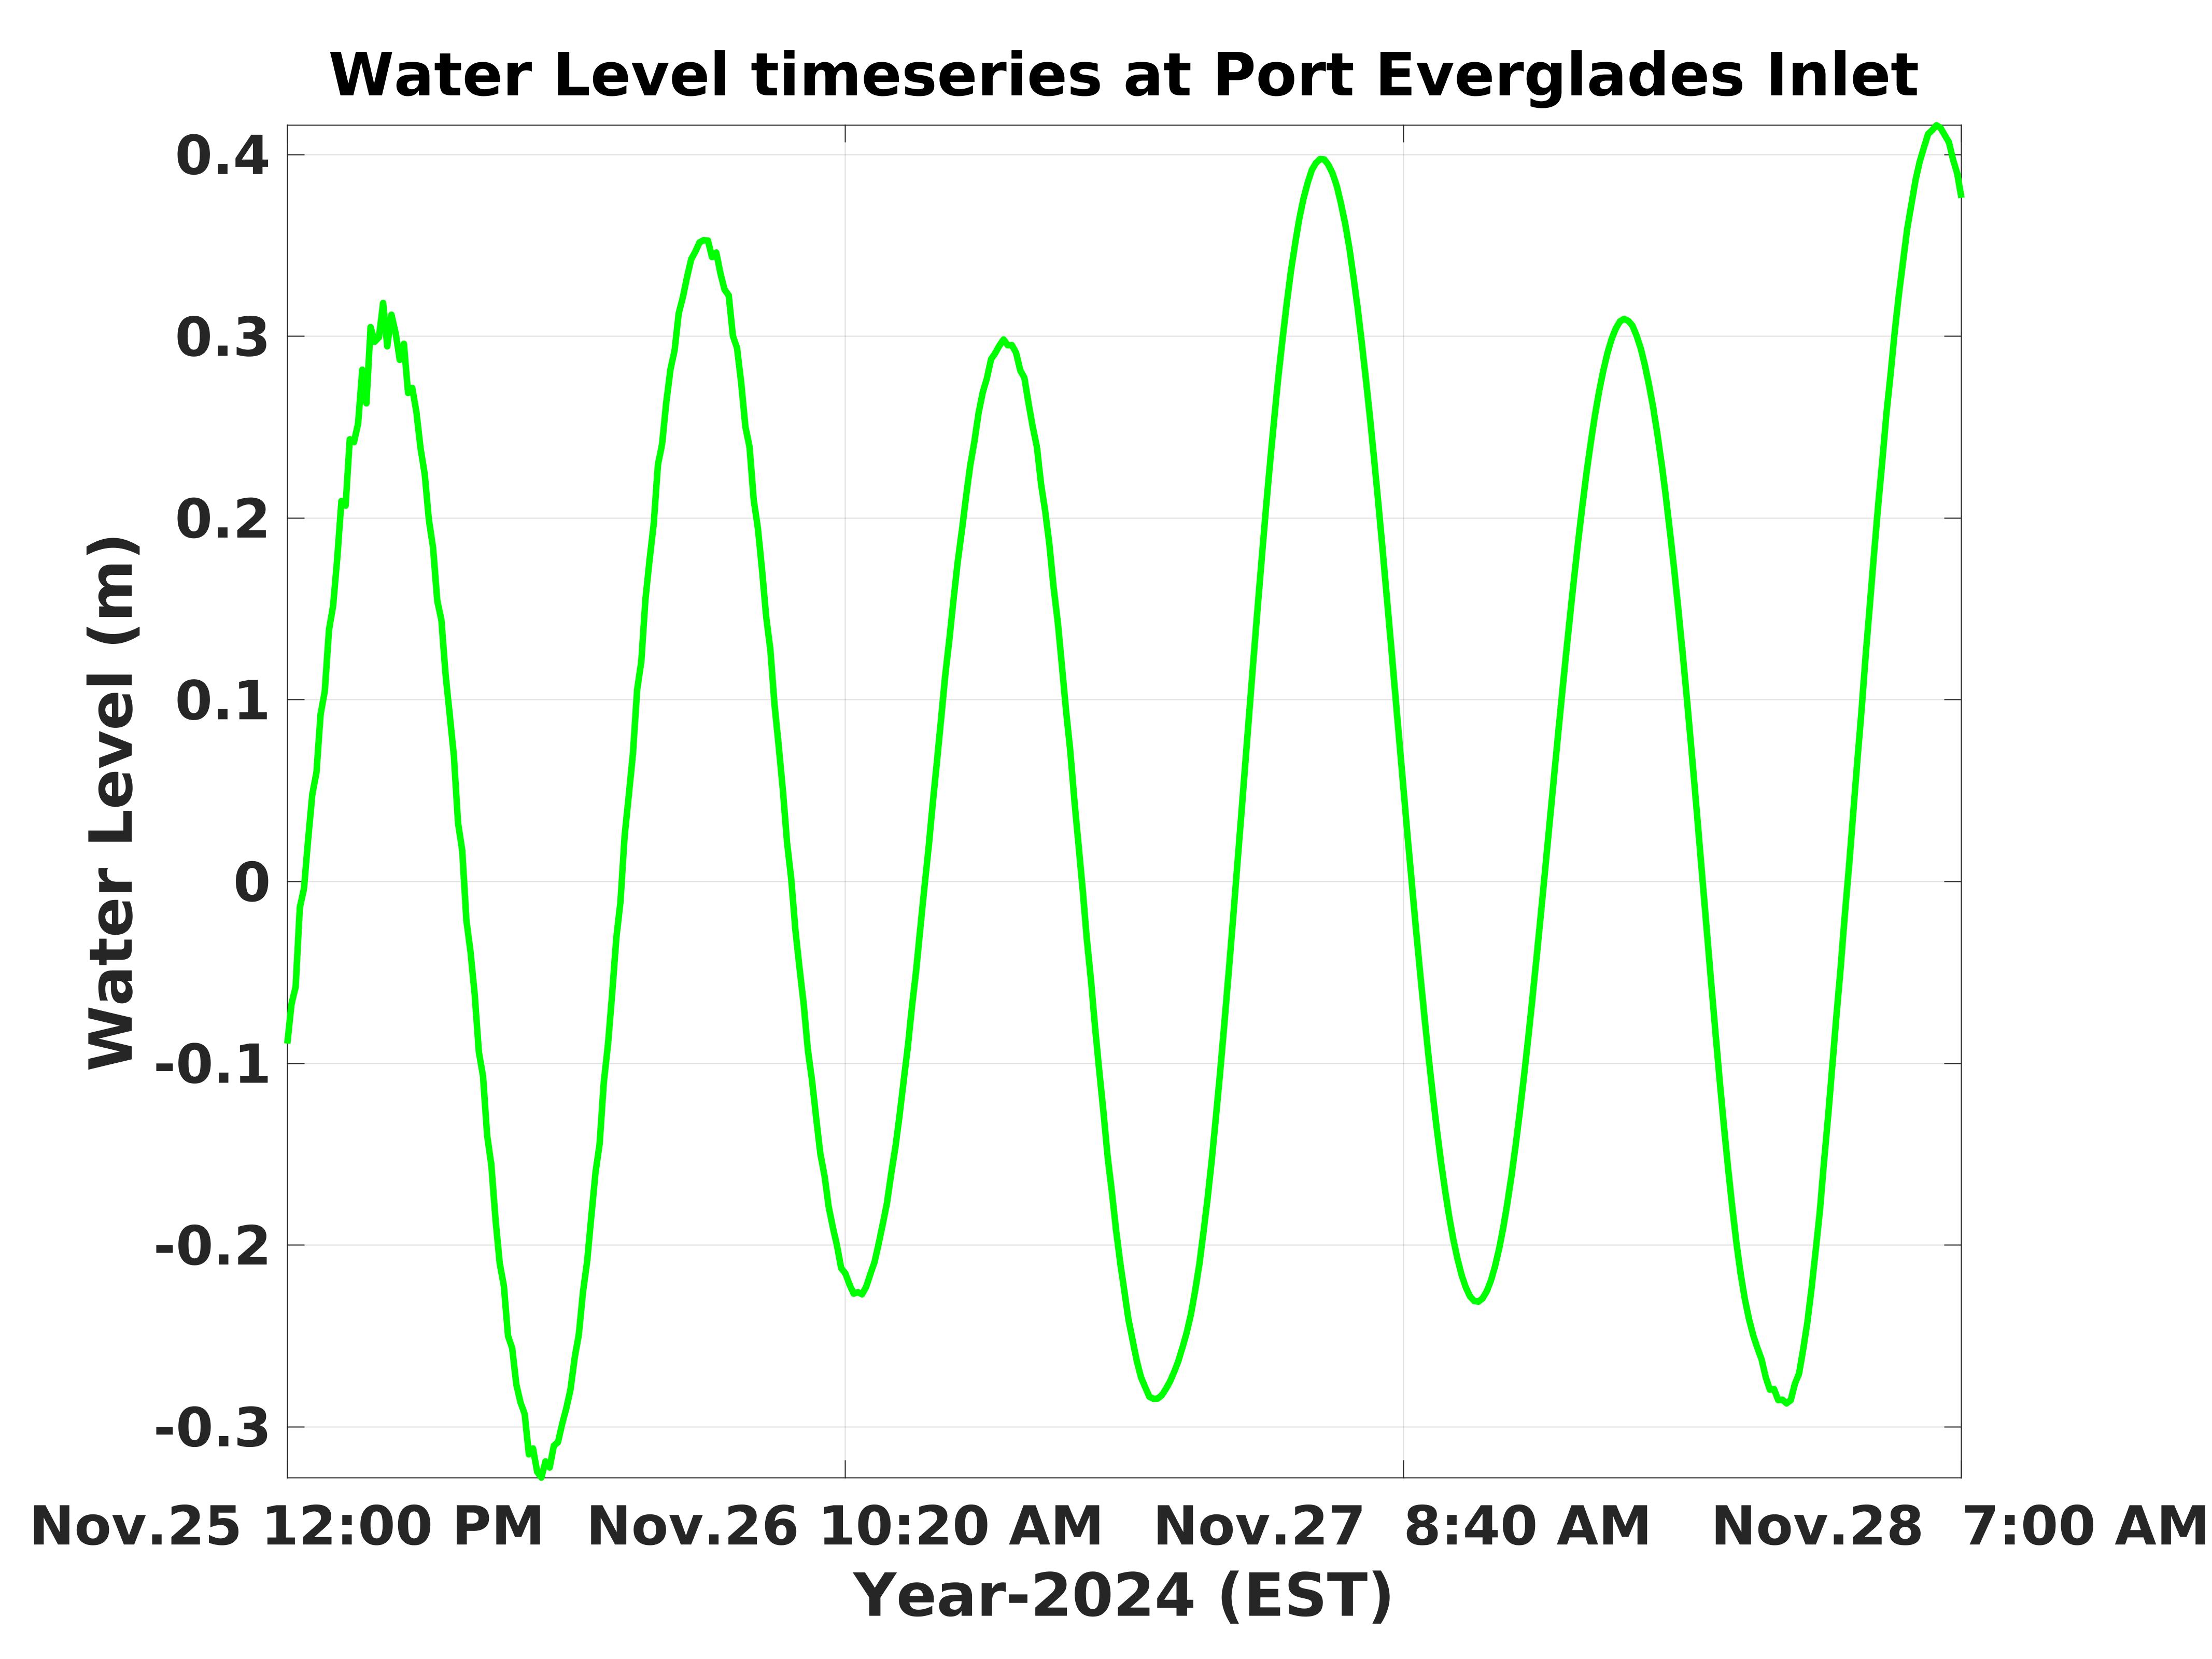 Water Level timeseries at Port Everglades Inlet
0.4
0.3
0.2
0.1
0
-0.1
-0.2
-0.3
Water Level (m)
Nov.25 12:00 PM Nov.26 10:20 AM Nov.27 8:40 AM Nov.28 7:00 AM
Year-2024 (EST)